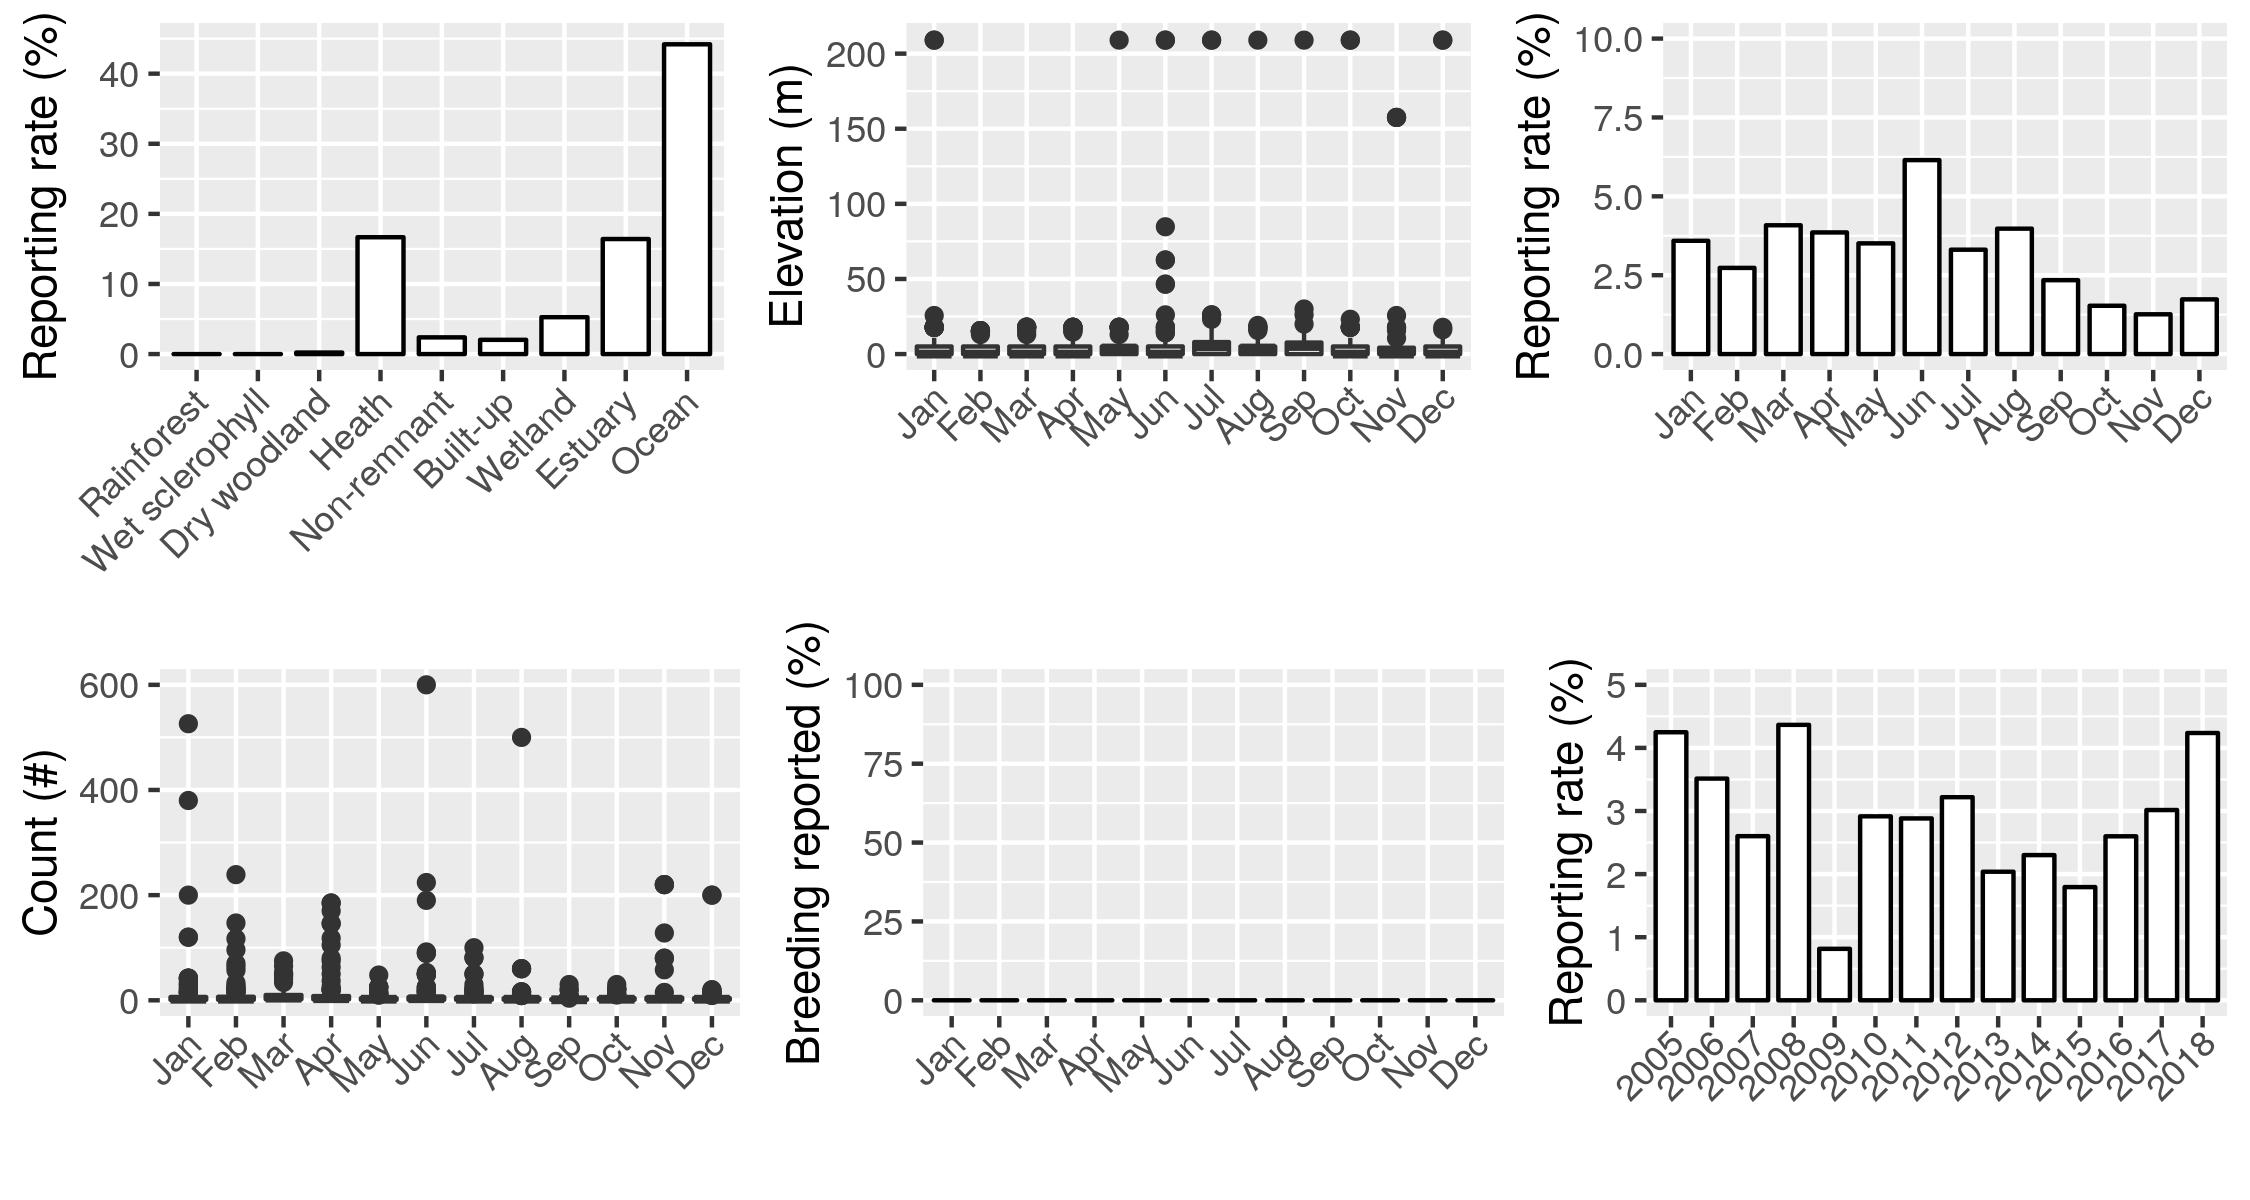 Reporting rate (%)
40
30
20
10
0
Rainforest
Wet sclerophyll
Dry woodland
Heath
Non-remnant
Built-up
Wetland
Estuary
Ocean
Elevation (m)
200
150
100
50
0
Jan
Feb
Mar
Apr
May
Jun
Jul
Aug
Sep
Oct
Nov
Dec
Reporting rate (%)
10.0
7.5
5.0
2.5
0.0
Jan
Feb
Mar
Apr
May
Jun
Jul
Aug
Sep
Oct
Nov
Dec
Count (#)
600
400
200
0
Jan
Feb
Mar
Apr
May
Jun
Jul
Aug
Sep
Oct
Nov
Dec
Breeding reported (%)
100
75
50
25
0
Jan
Feb
Mar
Apr
May
Jun
Jul
Aug
Sep
Oct
Nov
Dec
Reporting rate (%)
5
4
3
2
1
0
2005
2006
2007
2008
2009
2010
2011
2012
2013
2014
2015
2016
2017
2018